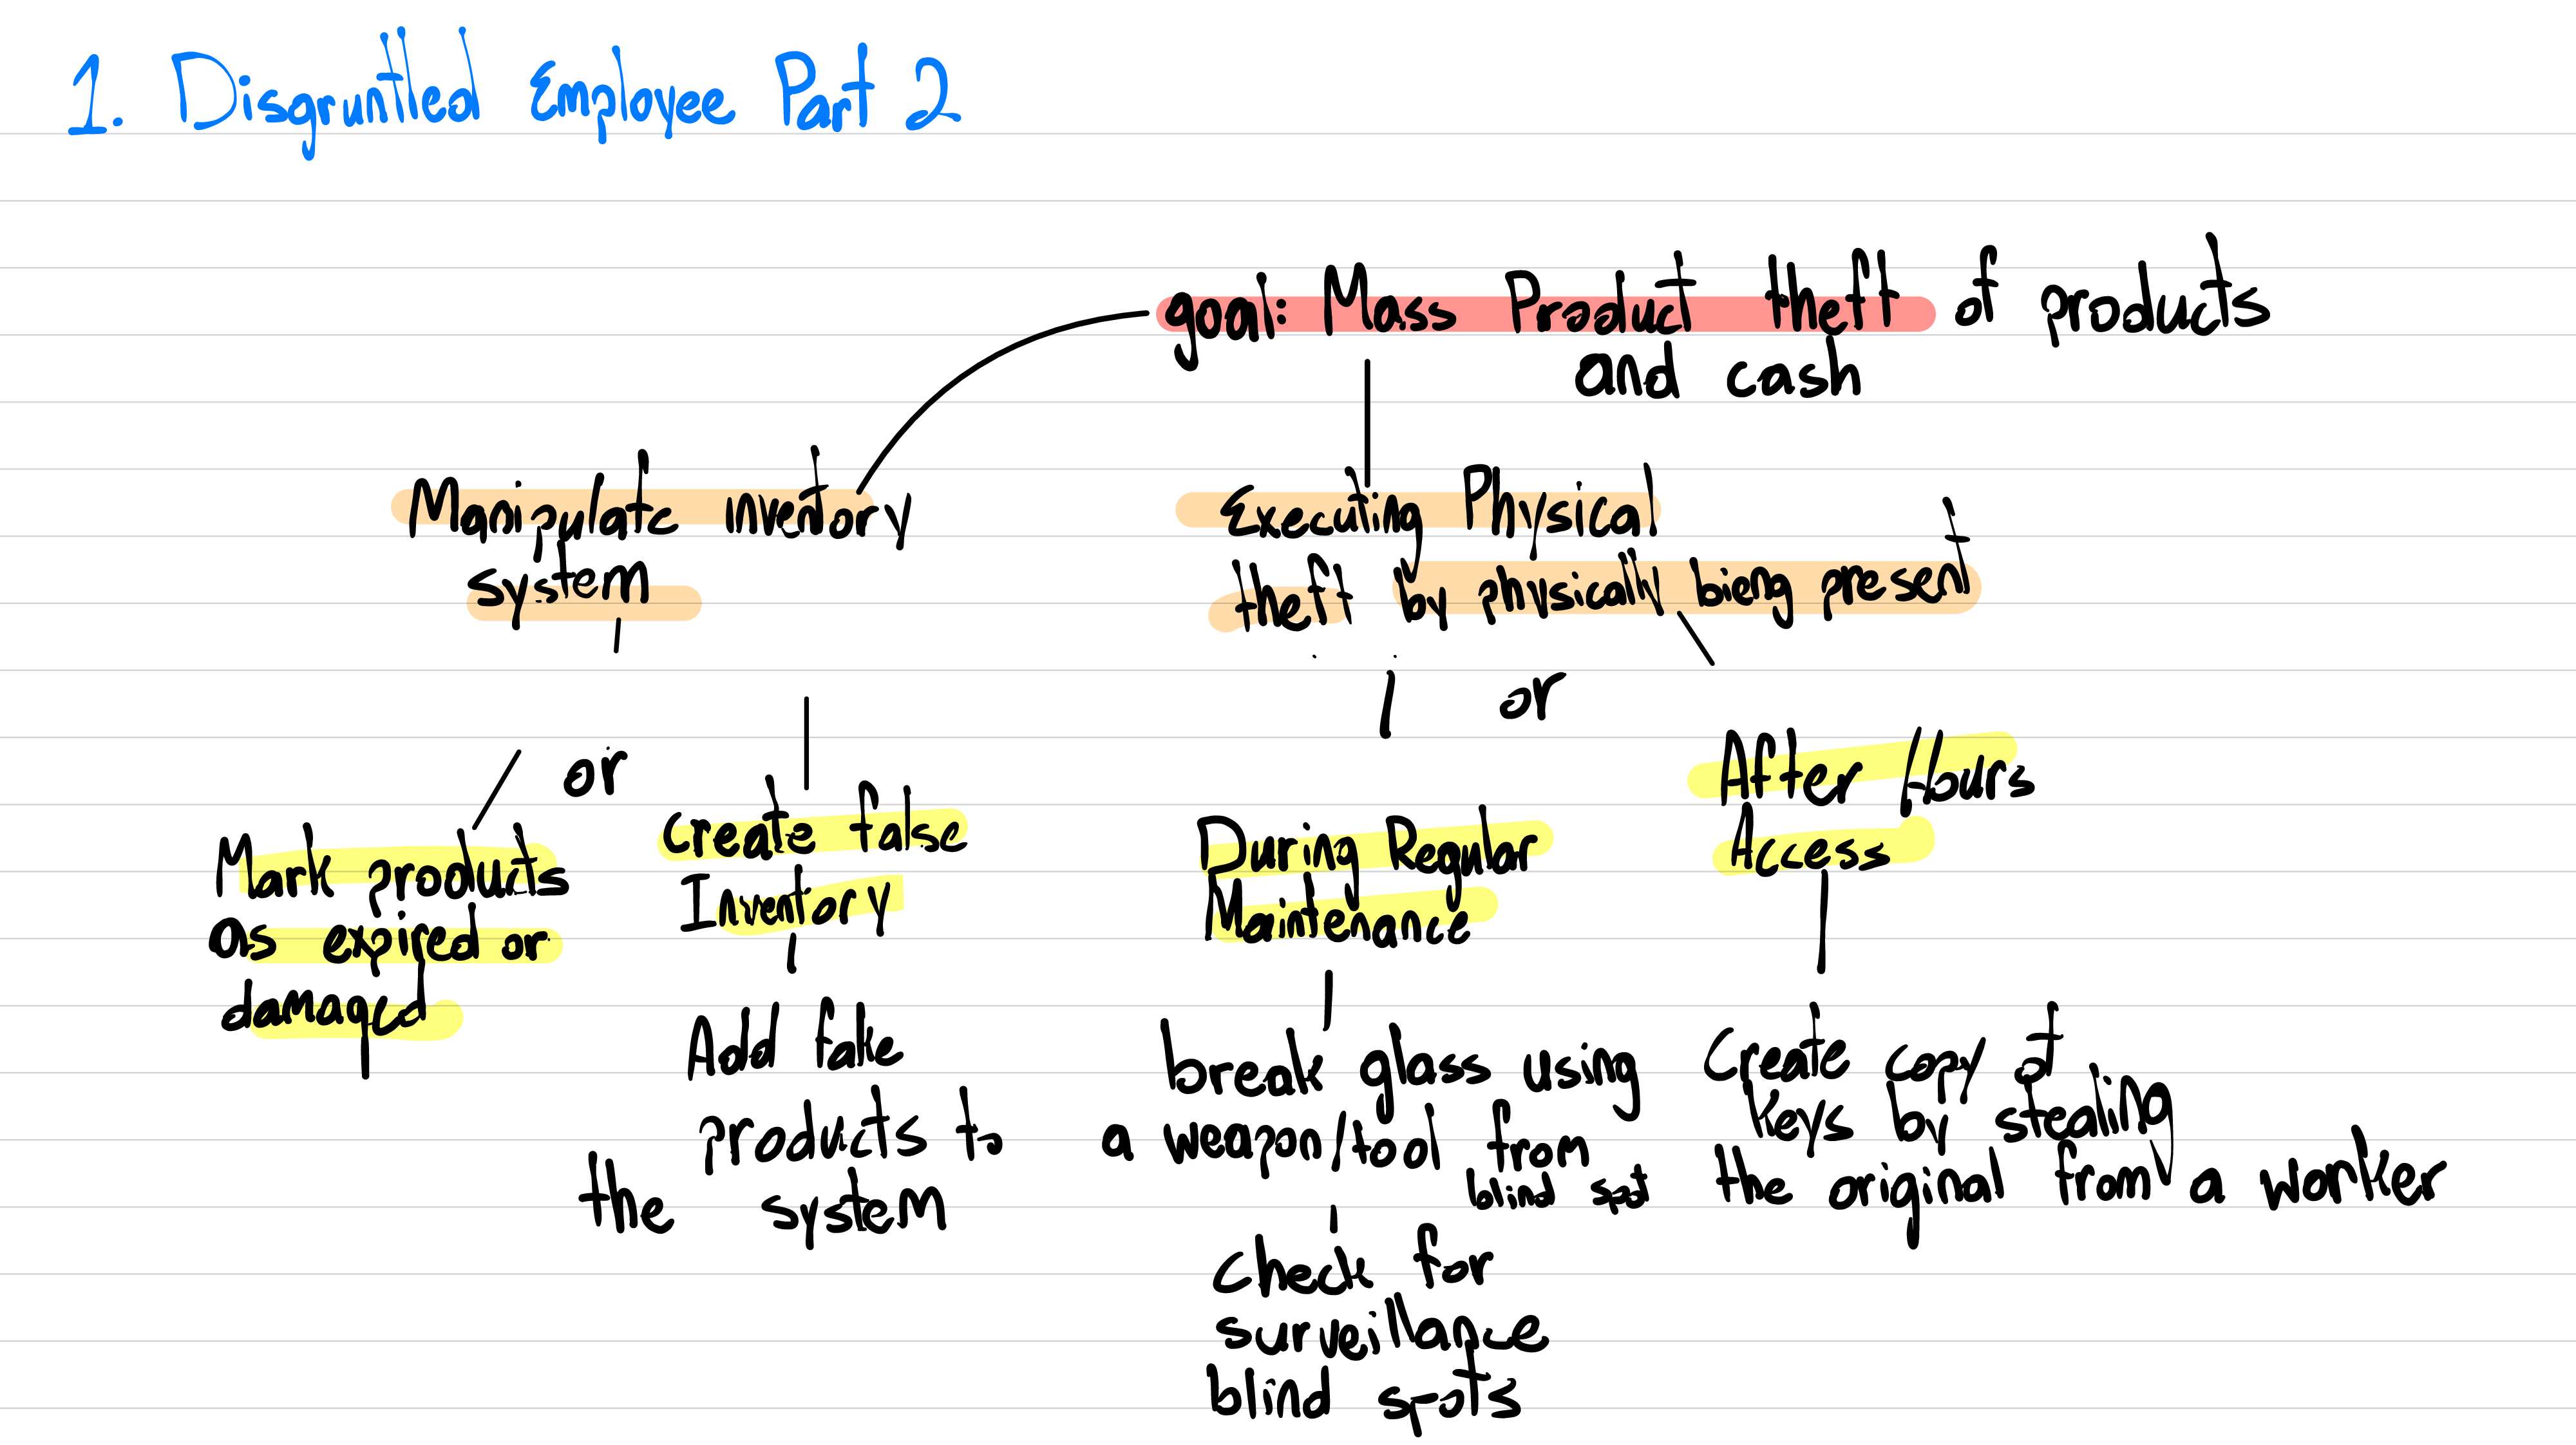 1. Disgruntled Employee Part 2
goal: Mass Product theft of products
and cash
Manipulate inventory
system
Executing Physical
theft by physically bieng present
or
or
Mark products
as expired or
damaged
create false
Inventory
Add fake
products to
the system
During Regular
Maintenance
break glass using
a weapon/tool from
blind spot
check for
surveillance
blind spots
After Hours
Access
Create copy of
keys by stealing
the original from a worker